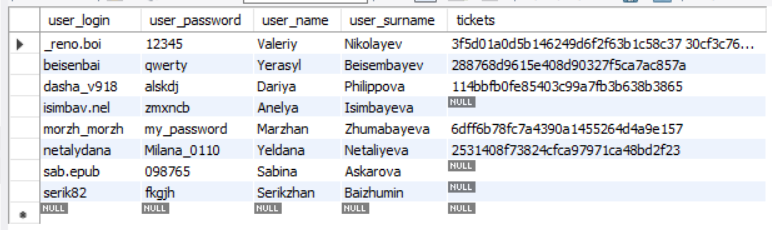 user_login user_password user_name user_surname tickets
_reno.boi 12345 Valeriy Nikolayev 3f5d01a0d5b146249d6f2f63b1c58c37 30cf3c76...
beisenbai qwerty Yerasyl Beisembayev 288768d9615e408d90327f5ca7ac857a
dasha_v918 alskdj Dariya Philippova 114bbfb0fe85403c99a7fb3b638b3865
isimbav.nel zmxncb Anelya Isimbayeva NULL
morzh_morzh my_password Marzhan Zhumabayeva 6dff6b78fc7a4390a1455264d4a9e157
netalydana Milana_0110 Yeldana Netaliyeva 2531408f73824cfca97971ca48bd2f23
sab.epub 098765 Sabina Askarova NULL
serik82 fkgjh Serikzhan Baizhumin NULL
NULL NULL NULL NULL NULL